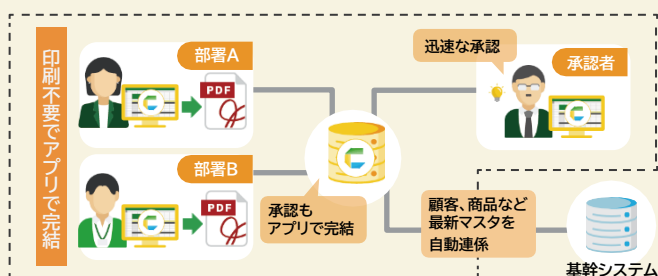 印刷不要でアプリで完結
部署A
PDF
部署B
PDF
承認も
アプリで完結
迅速な承認
承認者
顧客、商品など
最新マスタを
自動連係
基幹システム